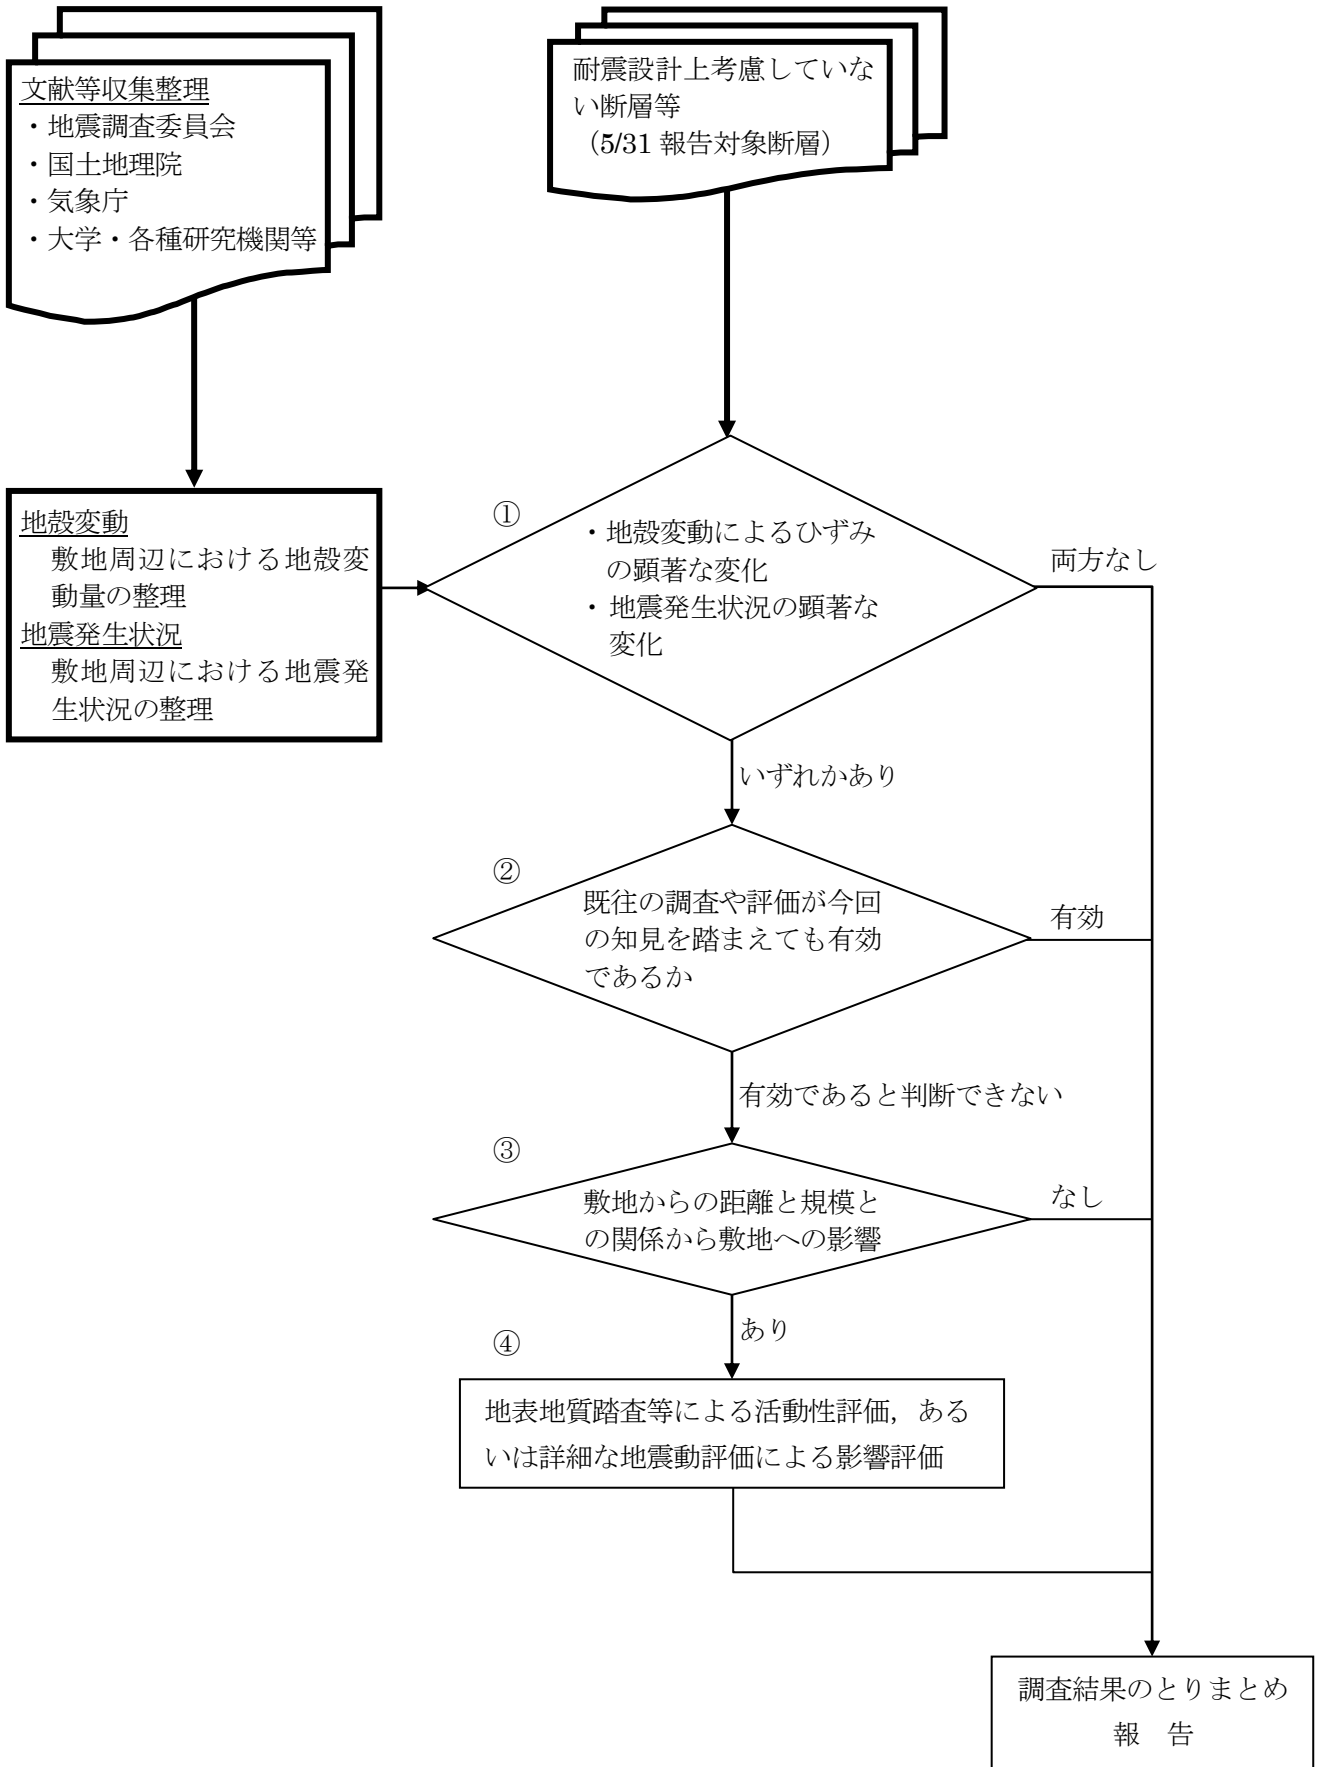 文献等収集整理
・地震調査委員会
・国土地理院
・気象庁
・大学・各種研究機関等
耐震設計上考慮していな
い断層等
（5/31 報告対象断層）
地殻変動
敷地周辺における地殻変
動量の整理
地震発生状況
敷地周辺における地震発
生状況の整理
①
・地殻変動によるひずみ
の顕著な変化
・地震発生状況の顕著な
変化
両方なし
いずれかあり
②
既往の調査や評価が今回
の知見を踏まえても有効
であるか
有効
有効であると判断できない
③
敷地からの距離と規模と
の関係から敷地への影響
なし
あり
④
地表地質踏査等による活動性評価，ある
いは詳細な地震動評価による影響評価
調査結果のとりまとめ
報　告